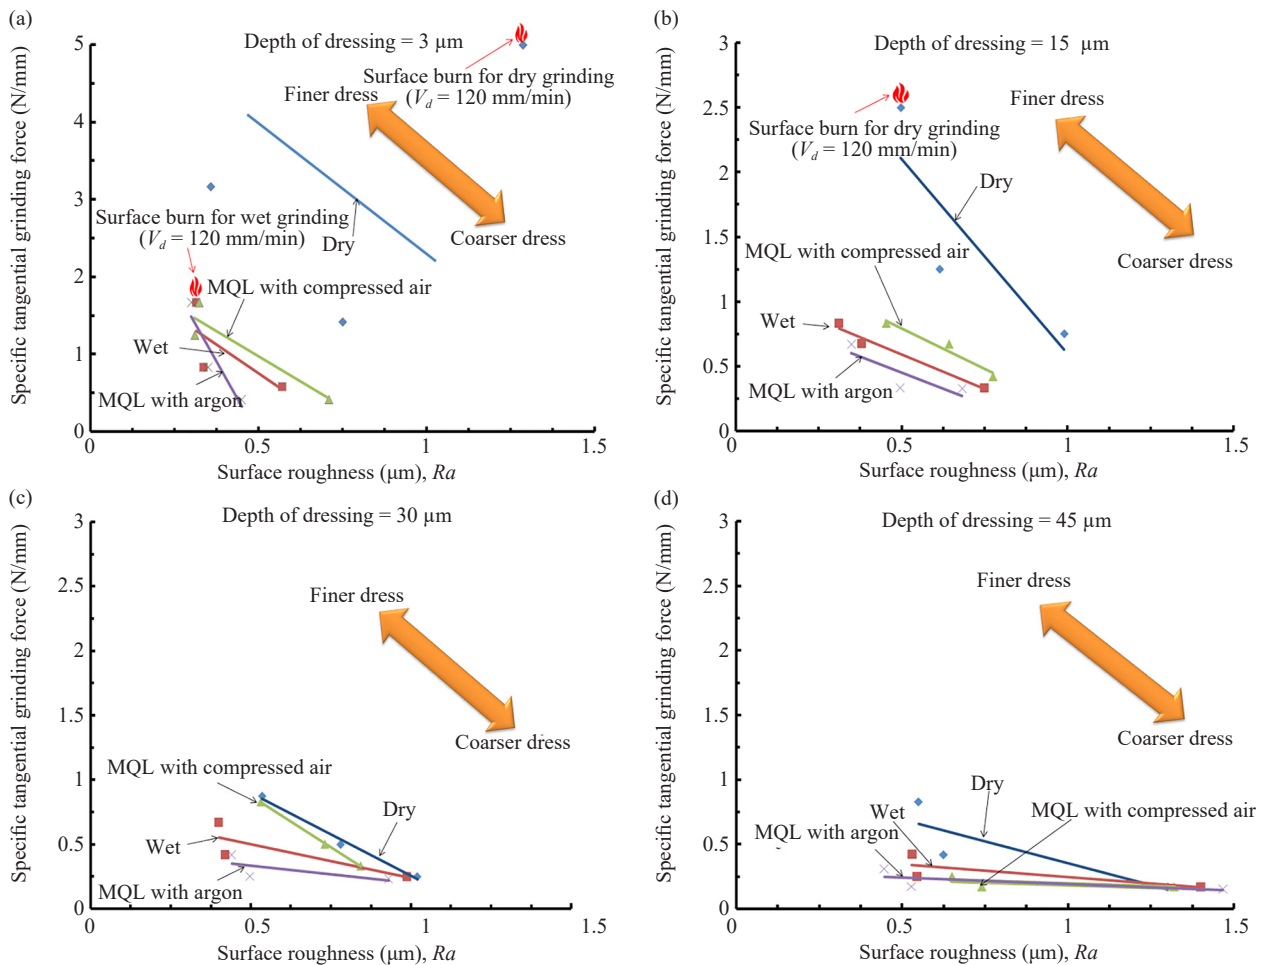 (a)
Specific tangential grinding force (N/mm)
5
4
3
2
1
0
Depth of dressing = 3 µm
Surface burn for dry grinding
(Vd = 120 mm/min)
Finer dress
Coarser dress
Surface burn for wet grinding
(Vd = 120 mm/min)
Dry
MQL with compressed air
Wet
MQL with argon
0
0.5
1
1.5
Surface roughness (µm), Ra
(b)
Specific tangential grinding force (N/mm)
3
2.5
2
1.5
1
0.5
0
Depth of dressing = 15 µm
Finer dress
Surface burn for dry grinding
(Vd = 120 mm/min)
Dry
MQL with compressed air
Coarser dress
Wet
MQL with argon
0
0.5
1
1.5
Surface roughness (µm), Ra
(c)
Specific tangential grinding force (N/mm)
3
2.5
2
1.5
1
0.5
0
Depth of dressing = 30 µm
Finer dress
Coarser dress
MQL with compressed air
Dry
Wet
MQL with argon
0.5
1
1.5
Surface roughness (µm), Ra
(d)
Specific tangential grinding force (N/mm)
3
2.5
2
1.5
1
0.5
0
Depth of dressing = 45 µm
Finer dress
Coarser dress
Dry
Wet
MQL with compressed air
MQL with argon
0.5
1
1.5
Surface roughness (µm), Ra